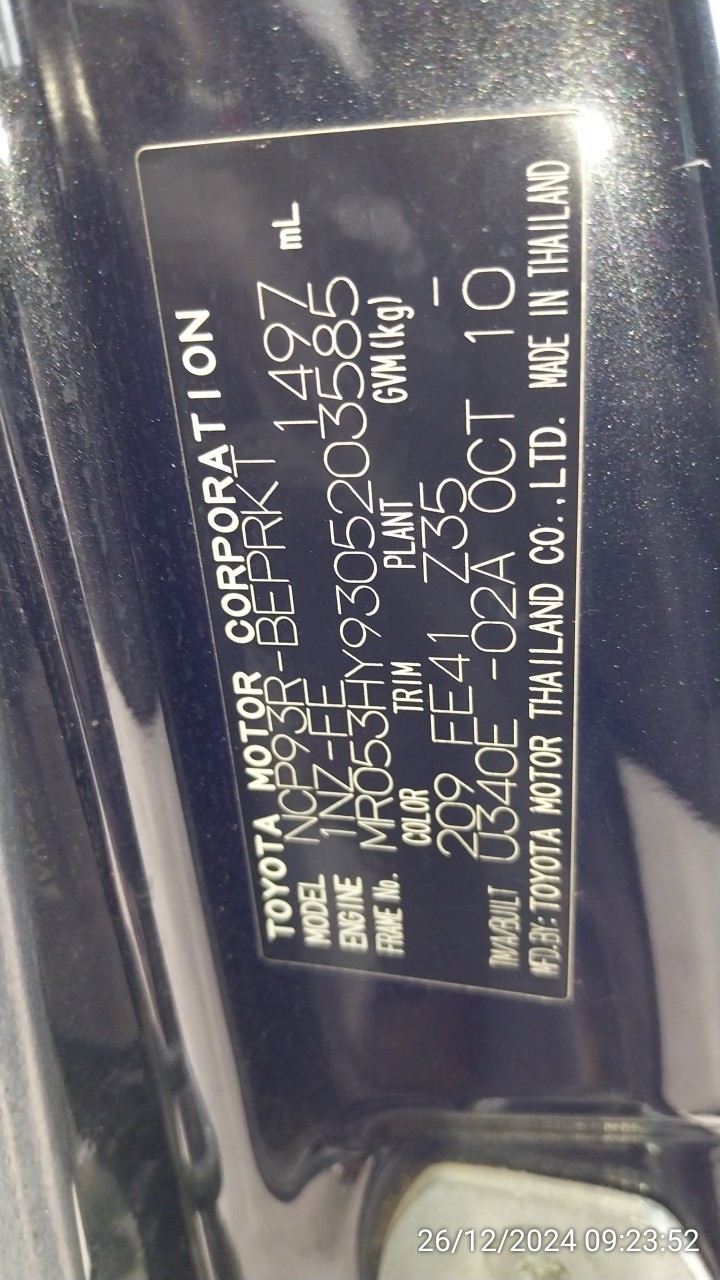 TOYOTA MOTOR CORPORATION
MODEL NCP93R-BEPRKT 1497 mL
ENGINE 1NZ-FE
FRAME No. MR053HY9305203585
COLOR TRIM PLANT GVM(kg)
209 FE41 Z35 -
TM/A/BUILT U340E -02A OCT 10
MFD.BY: TOYOTA MOTOR THAILAND CO.,LTD. MADE IN THAILAND
26/12/2024 09:23:52